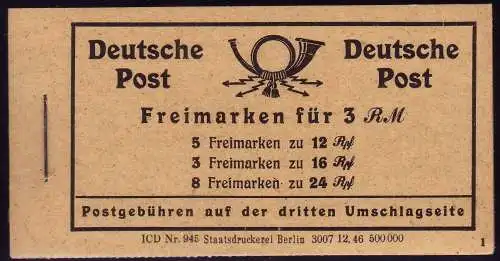 Deutsche Post
Deutsche Post
Freimarken für 3 RM
5 Freimarken zu 12 Rpf
3 Freimarken zu 16 Rpf
8 Freimarken zu 24 Rpf
Postgebühren auf der dritten Umschlagseite
ICD Nr. 945 Staatsdruckerei Berlin 3007 12. 46 500 000
1